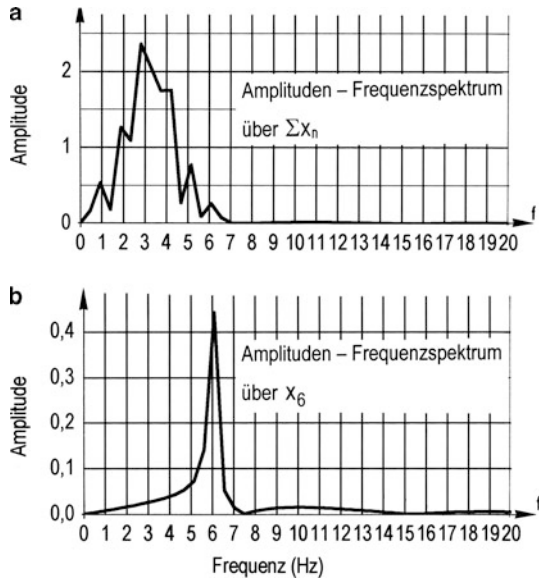 a
Amplitude
2
1
0
Amplituden – Frequenzspektrum
über Σxn
f
0 1 2 3 4 5 6 7 8 9 10 11 12 13 14 15 16 17 18 19 20
b
Amplitude
0,4
0,3
0,2
0,1
0,0
Amplituden – Frequenzspektrum
über x6
f
0 1 2 3 4 5 6 7 8 9 10 11 12 13 14 15 16 17 18 19 20
Frequenz (Hz)